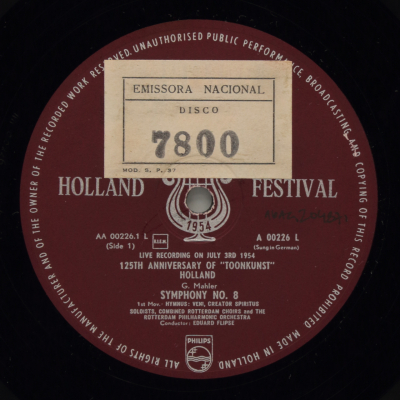 ALL RIGHTS OF THE MANUFACTURER AND OF THE OWNER OF THE RECORDED WORK RESERVED. UNAUTHORISED PUBLIC PERFORMANCE, BROADCASTING AND COPYING OF THIS RECORD PROHIBITED MADE IN HOLLAND
EMISSORA NACIONAL
DISCO
7800
MOD. S. P. 37
HOLLAND FESTIVAL
1954
AA 00226.1 L A 00226 L
(Side 1) (Sung in German)
LIVE RECORDING ON JULY 3RD 1954
125TH ANNIVERSARY OF "TOONKUNST"
HOLLAND
G. Mahler
SYMPHONY NO. 8
1st Mov.: HYMNUS: VENI, CREATOR SPIRITUS
SOLOISTS, COMBINED ROTTERDAM CHOIRS and the
ROTTERDAM PHILHARMONIC ORCHESTRA
Conductor: EDUARD FLIPSE
PHILIPS